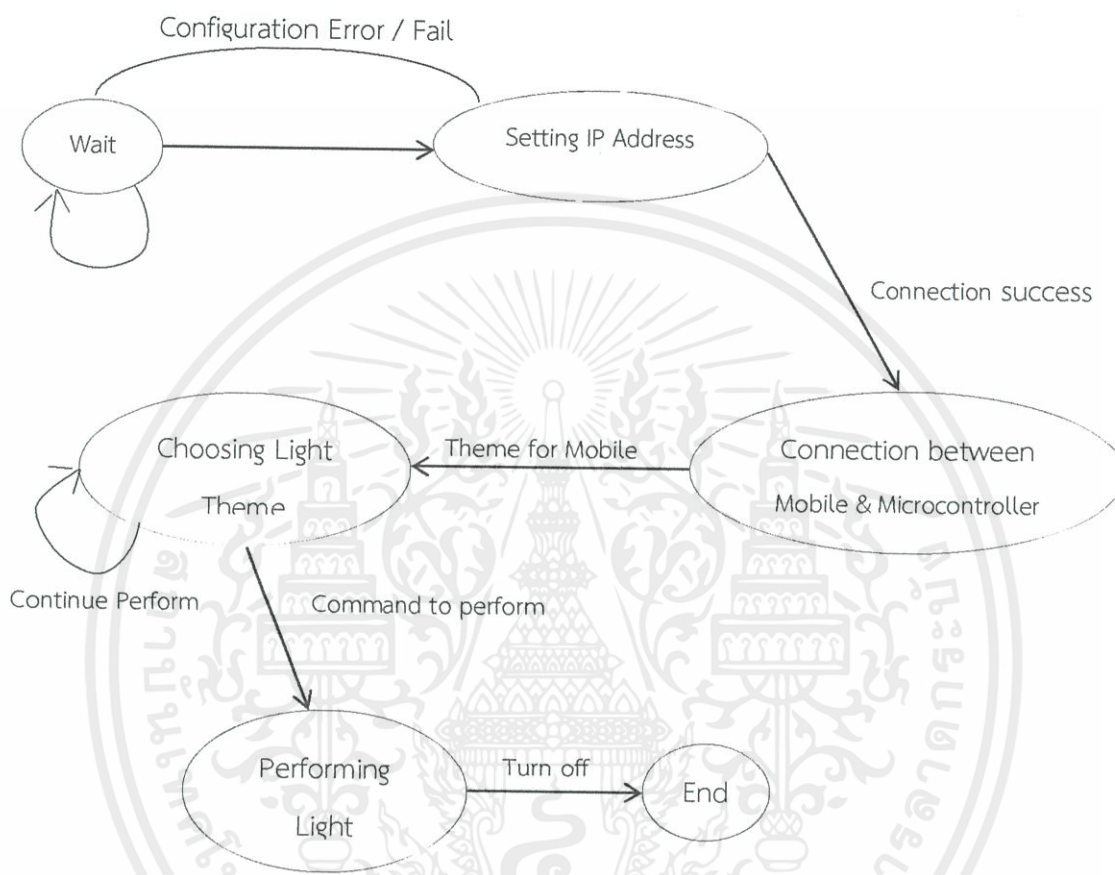 Configuration Error / Fail
Wait
Setting IP Address
Connection success
Choosing Light
Theme
Theme for Mobile
Connection between
Mobile & Microcontroller
Continue Perform
Command to perform
Performing
Light
Turn off
End